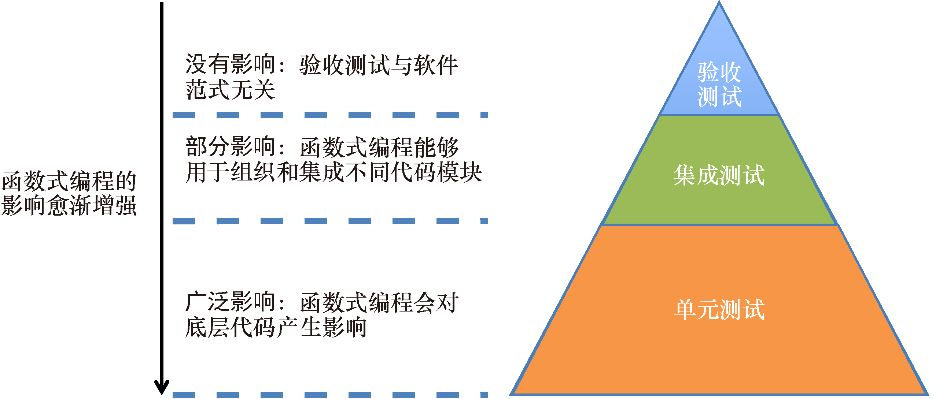 没有影响：验收测试与软件
范式无关
验收
测试
部分影响：函数式编程能够
用于组织和集成不同代码模块
集成测试
函数式编程的
影响愈渐增强
广泛影响：函数式编程会对
底层代码产生影响
单元测试